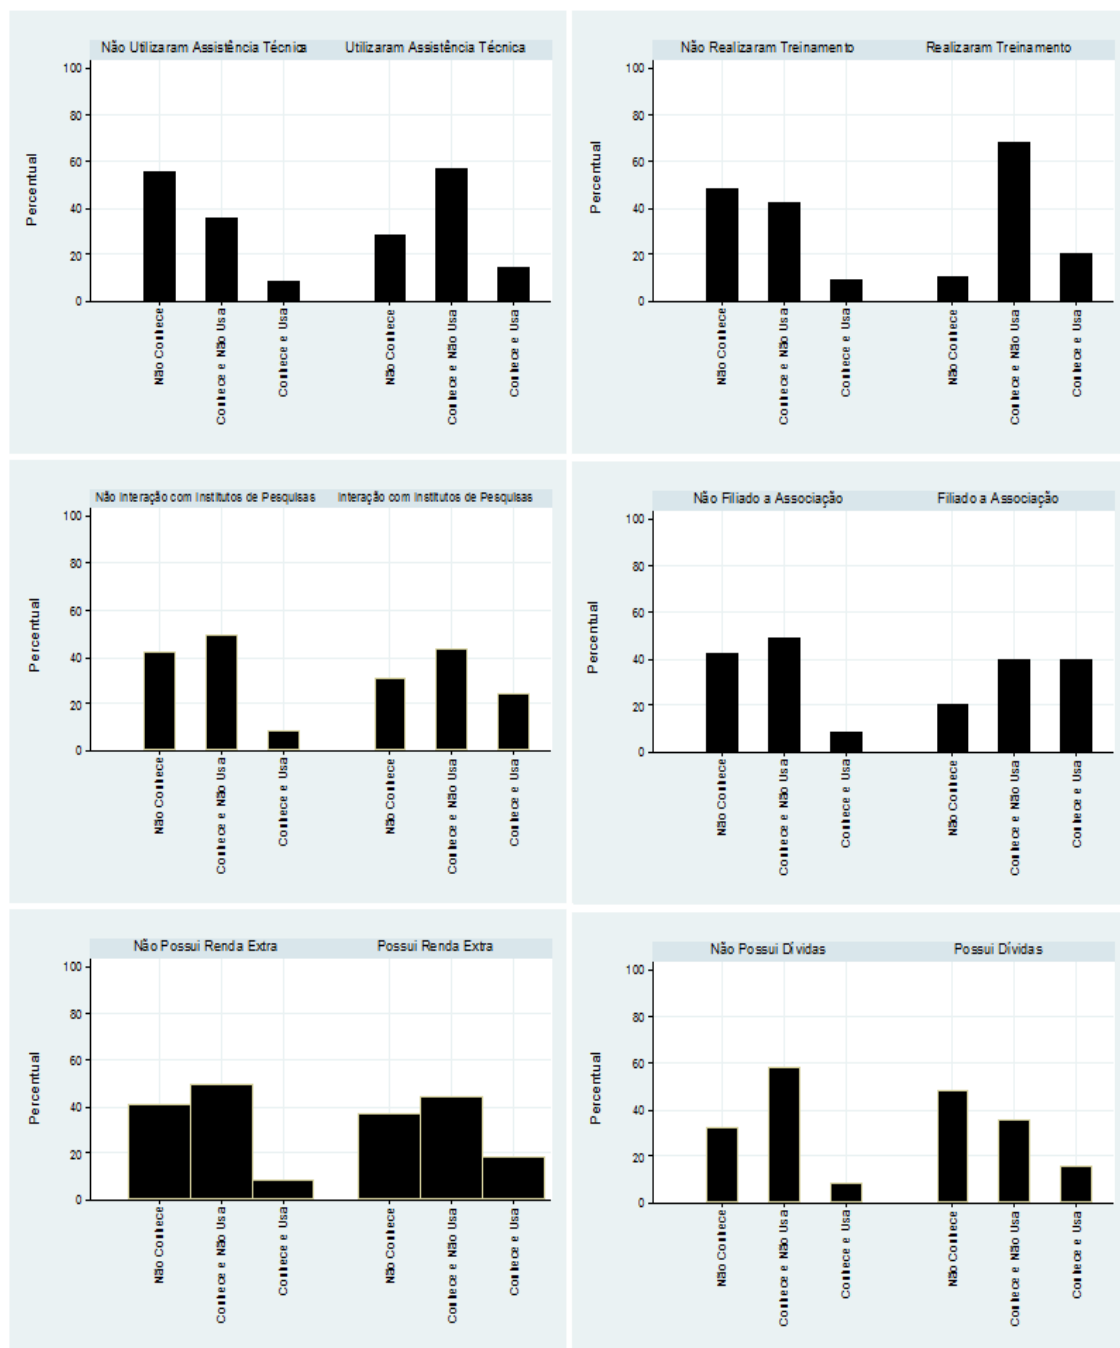 Não Utilizaram Assistência Técnica Utilizaram Assistência Técnica
100
80
60
40
20
0
Percentual
Não Conhece
Conhece e Não Usa
Conhece e Usa
Não Conhece
Conhece e Não Usa
Conhece e Usa
Não Realizaram Treinamento Realizaram Treinamento
100
80
60
40
20
0
Percentual
Não Conhece
Conhece e Não Usa
Conhece e Usa
Não Conhece
Conhece e Não Usa
Conhece e Usa
Não Interação com Institutos de Pesquisas Interação com Institutos de Pesquisas
100
80
60
40
20
0
Percentual
Não Conhece
Conhece e Não Usa
Conhece e Usa
Não Conhece
Conhece e Não Usa
Conhece e Usa
Não Filiado a Associação Filiado a Associação
100
80
60
40
20
0
Percentual
Não Conhece
Conhece e Não Usa
Conhece e Usa
Não Conhece
Conhece e Não Usa
Conhece e Usa
Não Possui Renda Extra Possui Renda Extra
100
80
60
40
20
0
Percentual
Não Conhece
Conhece e Não Usa
Conhece e Usa
Não Conhece
Conhece e Não Usa
Conhece e Usa
Não Possui Dívidas Possui Dívidas
100
80
60
40
20
0
Percentual
Não Conhece
Conhece e Não Usa
Conhece e Usa
Não Conhece
Conhece e Não Usa
Conhece e Usa